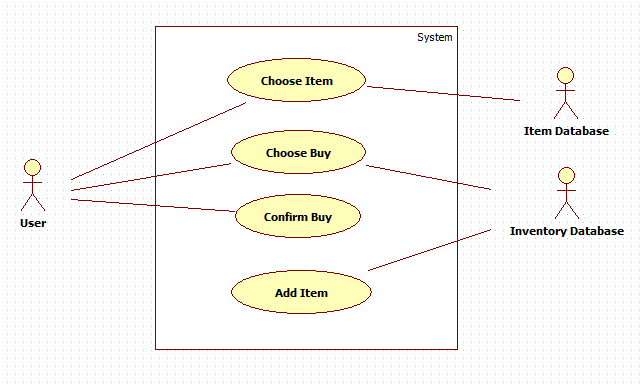 System
Choose Item
Item Database
Choose Buy
User
Confirm Buy
Inventory Database
Add Item